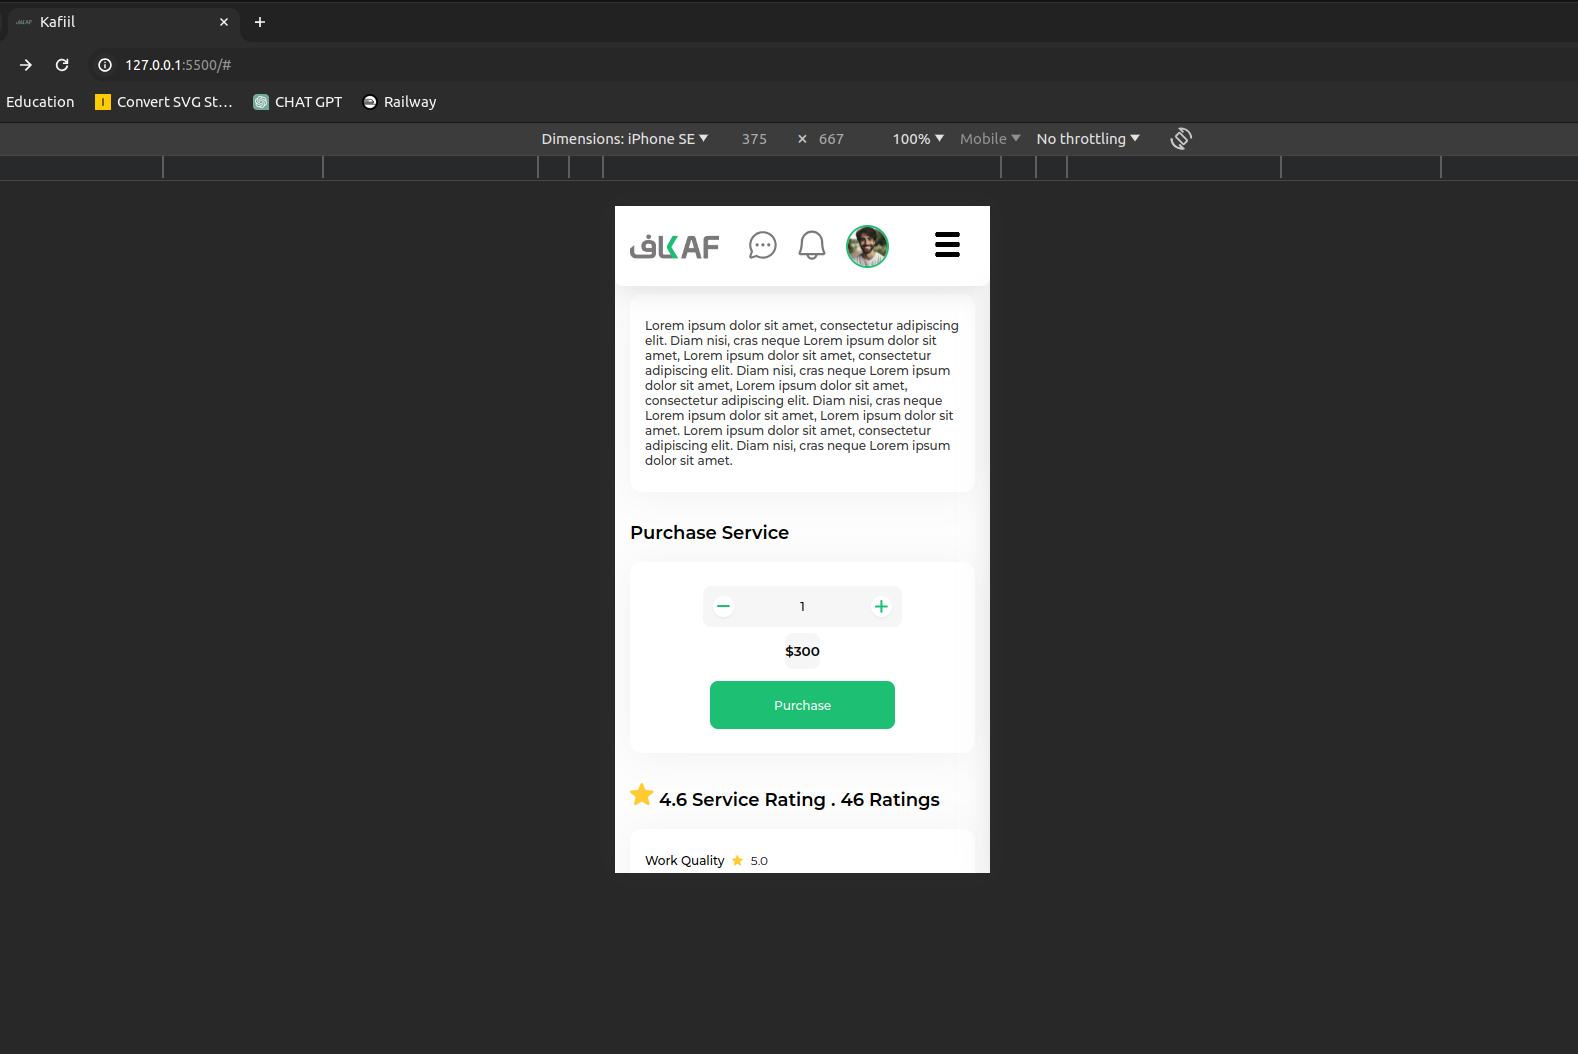 Kafiil
127.0.0.1:5500/#
Education Convert SVG St... CHAT GPT Railway
Dimensions: iPhone SE 375 × 667 100% Mobile No throttling
كاف KAF
Lorem ipsum dolor sit amet, consectetur adipiscing
elit. Diam nisi, cras neque Lorem ipsum dolor sit
amet, Lorem ipsum dolor sit amet, consectetur
adipiscing elit. Diam nisi, cras neque Lorem ipsum
dolor sit amet, Lorem ipsum dolor sit amet,
consectetur adipiscing elit. Diam nisi, cras neque
Lorem ipsum dolor sit amet, Lorem ipsum dolor sit
amet. Lorem ipsum dolor sit amet, consectetur
adipiscing elit. Diam nisi, cras neque Lorem ipsum
dolor sit amet.
Purchase Service
1
$300
Purchase
4.6 Service Rating . 46 Ratings
Work Quality 5.0